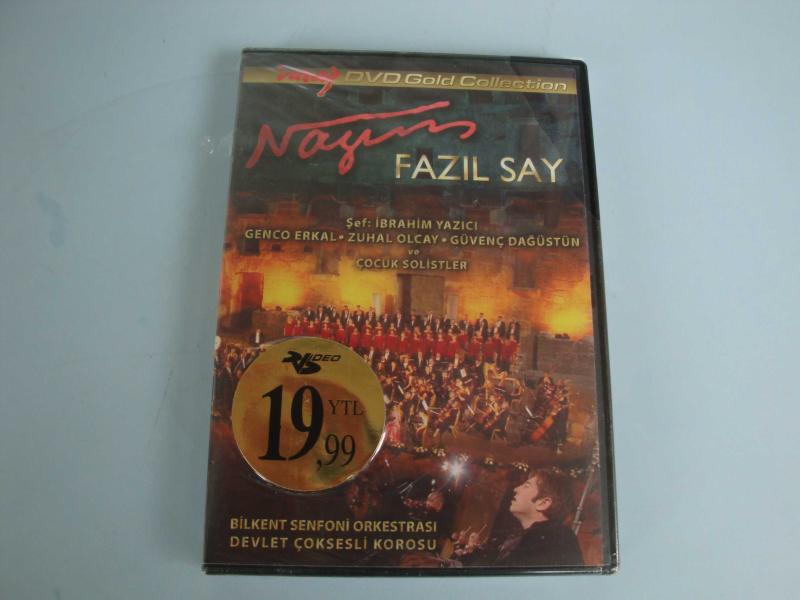 DVD Gold Collection
Nâzım
FAZIL SAY
Şef: İBRAHİM YAZICI
GENCO ERKAL • ZUHAL OLCAY • GÜVENÇ DAĞÜSTÜN
ve
ÇOCUK SOLİSTLER
VIDEO
19,99 YTL
BİLKENT SENFONİ ORKESTRASI
DEVLET ÇOKSESLİ KOROSU